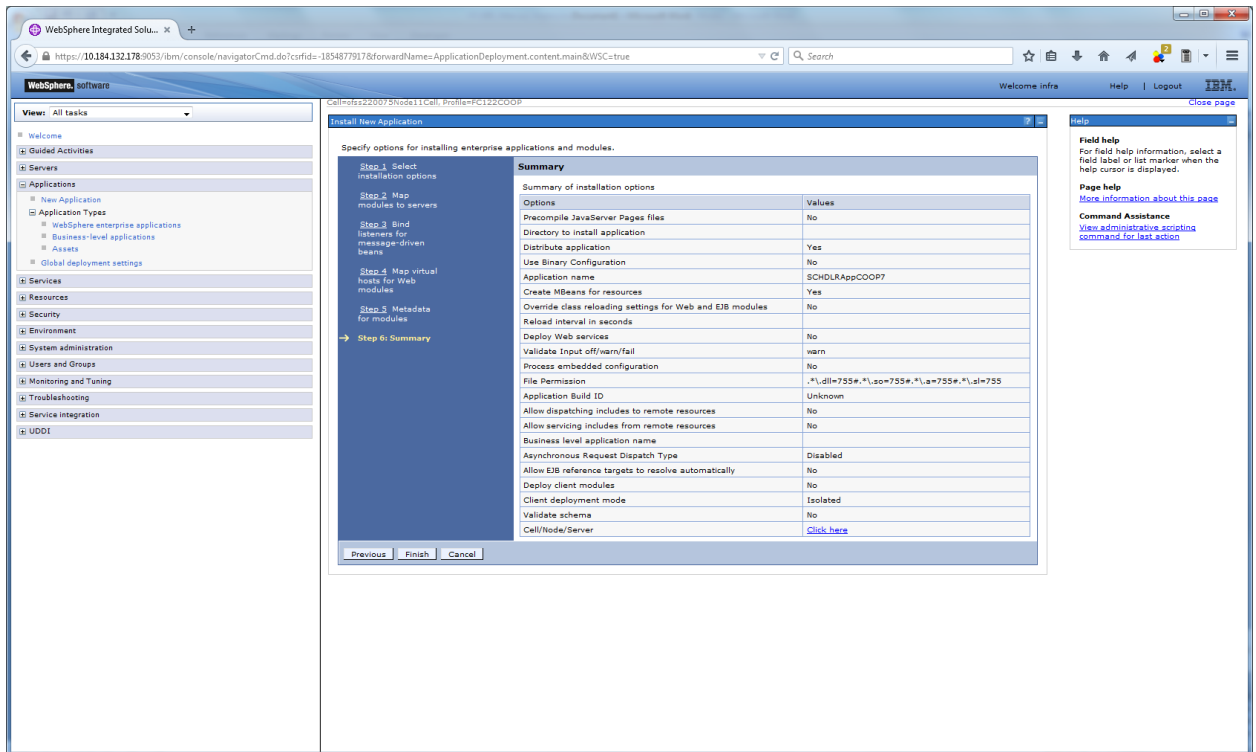 WebSphere Integrated Solu... × +
https://10.184.132.178:9053/ibm/console/navigatorCmd.do?csrfid=-1854877917&forwardName=ApplicationDeployment.content.main&WSC=true
Search
2
WebSphere. software
Welcome infra
Help | Logout
IBM.
View: All tasks
Welcome
Guided Activities
Servers
Applications
New Application
Application Types
WebSphere enterprise applications
Business-level applications
Assets
Global deployment settings
Services
Resources
Security
Environment
System administration
Users and Groups
Monitoring and Tuning
Troubleshooting
Service integration
UDDI
Cell=ofss220075Node11Cell, Profile=FC122COOP
Close page
Install New Application
? –
Specify options for installing enterprise applications and modules.
Step 1 Select
installation options
Step 2 Map
modules to servers
Step 3 Bind
listeners for
message-driven
beans
Step 4 Map virtual
hosts for Web
modules
Step 5 Metadata
for modules
→ Step 6: Summary
Summary
Summary of installation options
Options Values
Precompile JavaServer Pages files No
Directory to install application
Distribute application Yes
Use Binary Configuration No
Application name SCHDLRAppCOOP7
Create MBeans for resources Yes
Override class reloading settings for Web and EJB modules No
Reload interval in seconds
Deploy Web services No
Validate Input off/warn/fail warn
Process embedded configuration No
File Permission .*\.dll=755#.*\.so=755#.*\.a=755#.*\.sl=755
Application Build ID Unknown
Allow dispatching includes to remote resources No
Allow servicing includes from remote resources No
Business level application name
Asynchronous Request Dispatch Type Disabled
Allow EJB reference targets to resolve automatically No
Deploy client modules No
Client deployment mode Isolated
Validate schema No
Cell/Node/Server Click here
Previous Finish Cancel
Help
Field help
For field help information, select a
field label or list marker when the
help cursor is displayed.
Page help
More information about this page
Command Assistance
View administrative scripting
command for last action